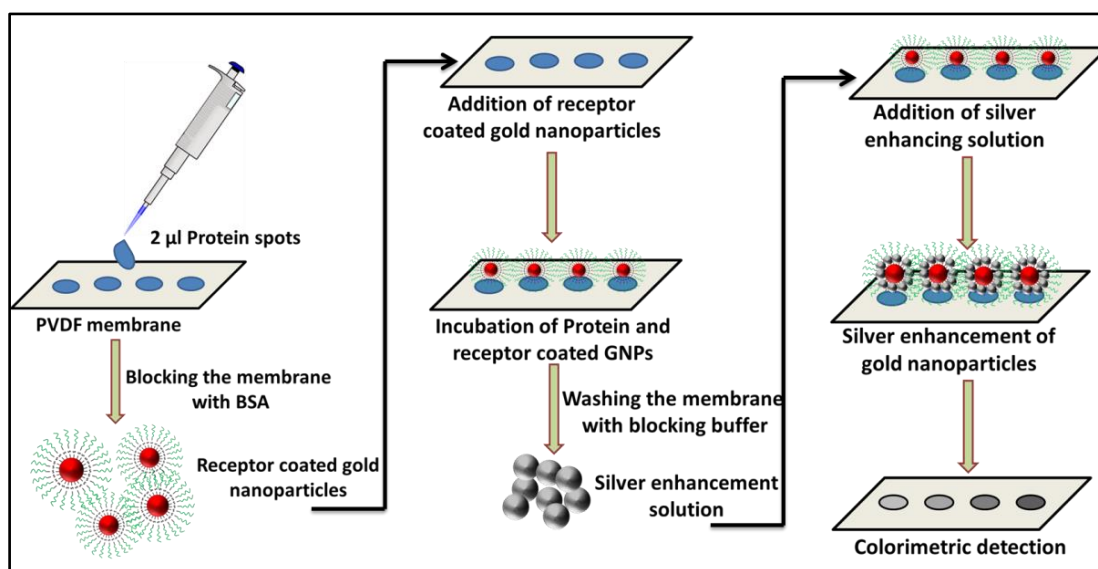 2 µl Protein spots
PVDF membrane
Blocking the membrane
with BSA
Receptor coated gold
nanoparticles
Addition of receptor
coated gold nanoparticles
Incubation of Protein and
receptor coated GNPs
Washing the membrane
with blocking buffer
Silver enhancement
solution
Addition of silver
enhancing solution
Silver enhancement of
gold nanoparticles
Colorimetric detection